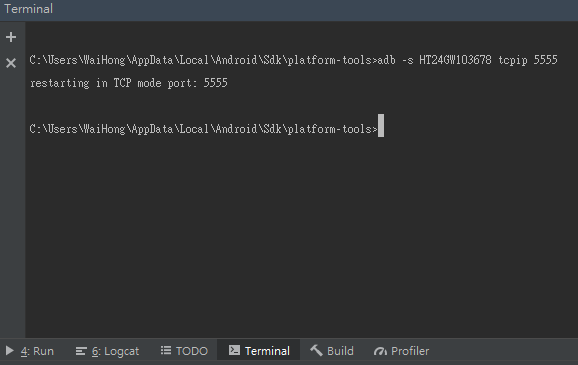 Terminal
C:\Users\WaiHong\AppData\Local\Android\Sdk\platform-tools>adb -s HT24GW103678 tcpip 5555
restarting in TCP mode port: 5555
C:\Users\WaiHong\AppData\Local\Android\Sdk\platform-tools>
4: Run 6: Logcat TODO Terminal Build Profiler